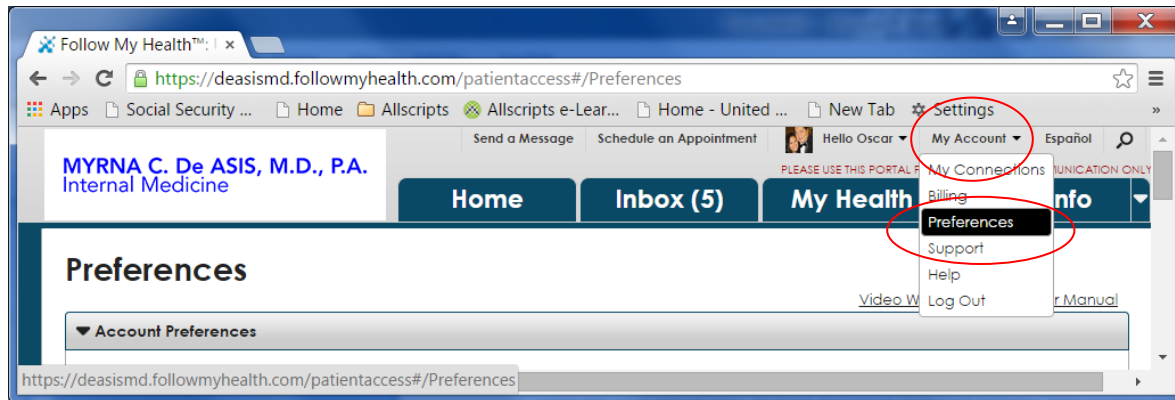 Follow My Health™:
https://deasismd.followmyhealth.com/patientaccess#/Preferences
Apps Social Security ... Home Allscripts Allscripts e-Lear... Home - United ... New Tab Settings »
Send a Message Schedule an Appointment Hello Oscar My Account Español
MYRNA C. De ASIS, M.D., P.A.
Internal Medicine
PLEASE USE THIS PORTAL ONLY
Home Inbox (5) My Health nfo
My Connections
Billing
Preferences
Support
Help
Log Out
Preferences
Video W r Manual
Account Preferences
https://deasismd.followmyhealth.com/patientaccess#/Preferences